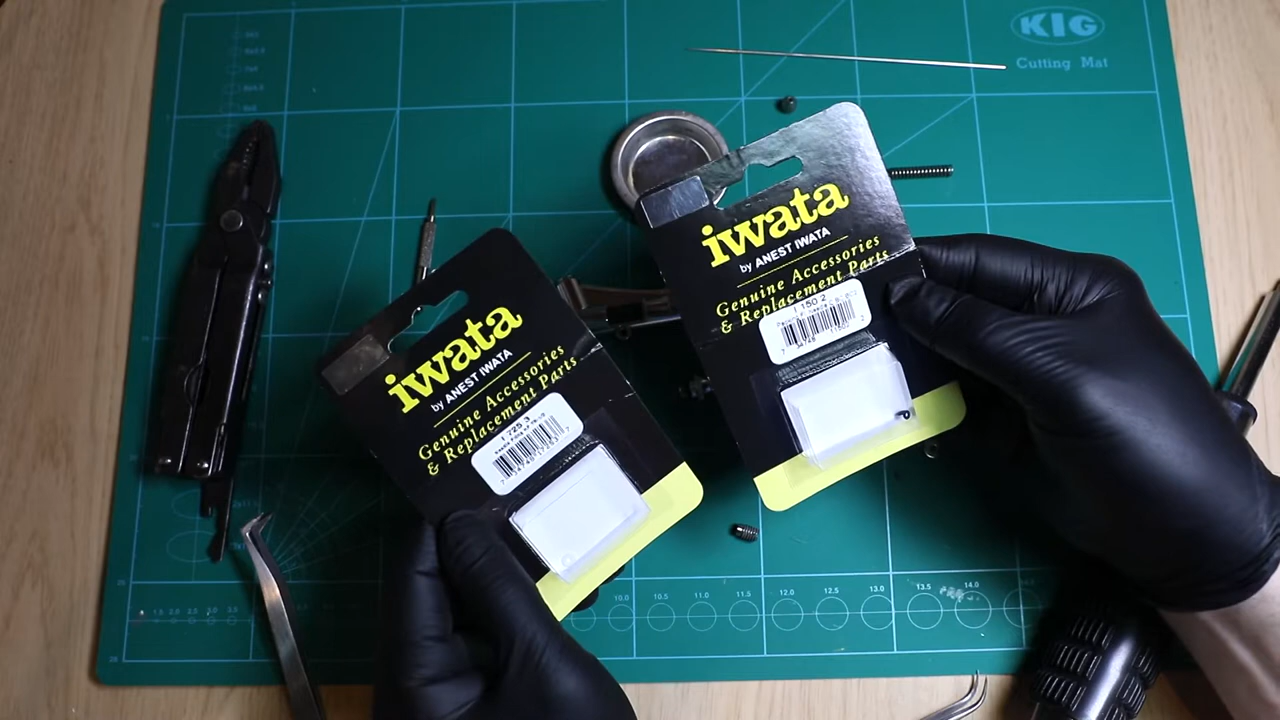 KIG
Cutting Mat
iwata
by ANEST IWATA
Genuine Accessories
& Replacement Parts
I 150 2
iwata
by ANEST IWATA
Genuine Accessories
& Replacement Parts
I 725 3
10.0 10.5 11.0 11.5 12.0 12.5 13.0 13.5 14.0